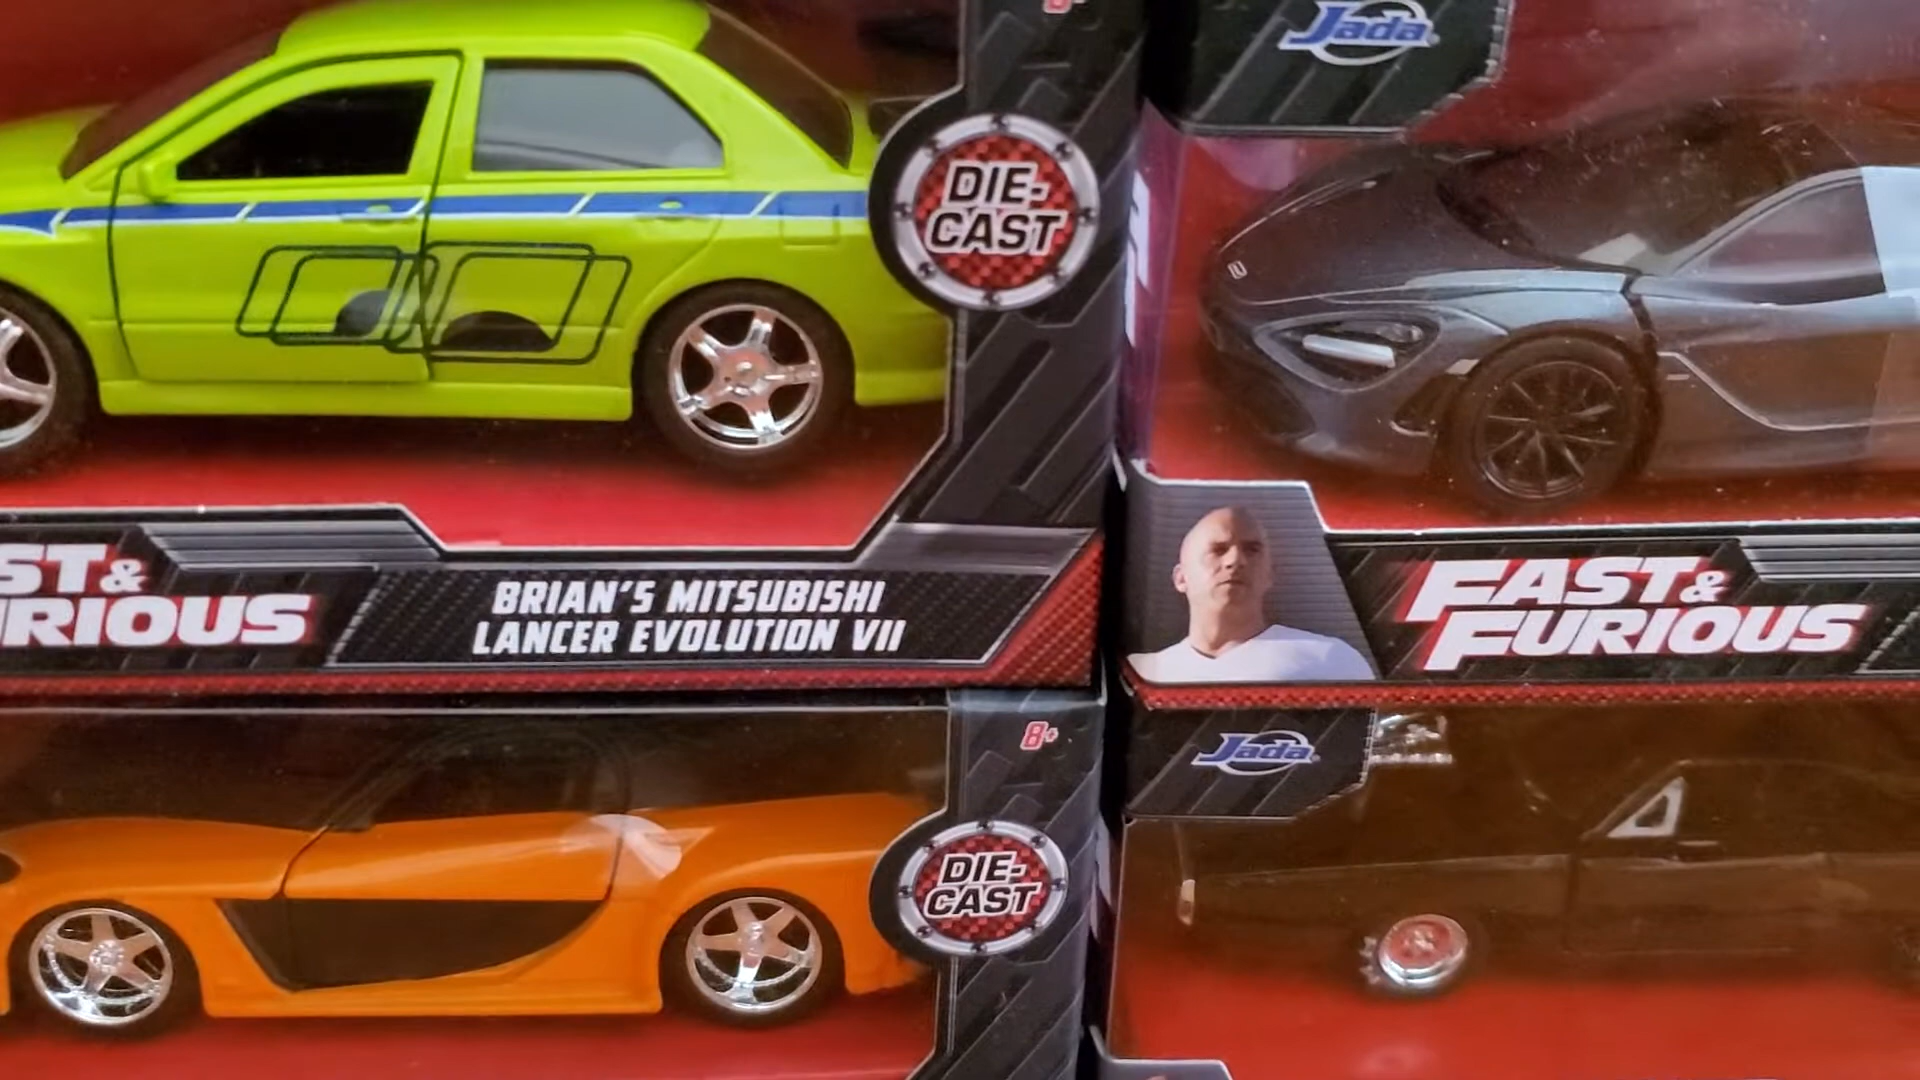 Jada
DIE-
CAST
ST&
RIOUS
BRIAN'S MITSUBISHI
LANCER EVOLUTION VII
FAST&
FURIOUS
8+
Jada
DIE-
CAST